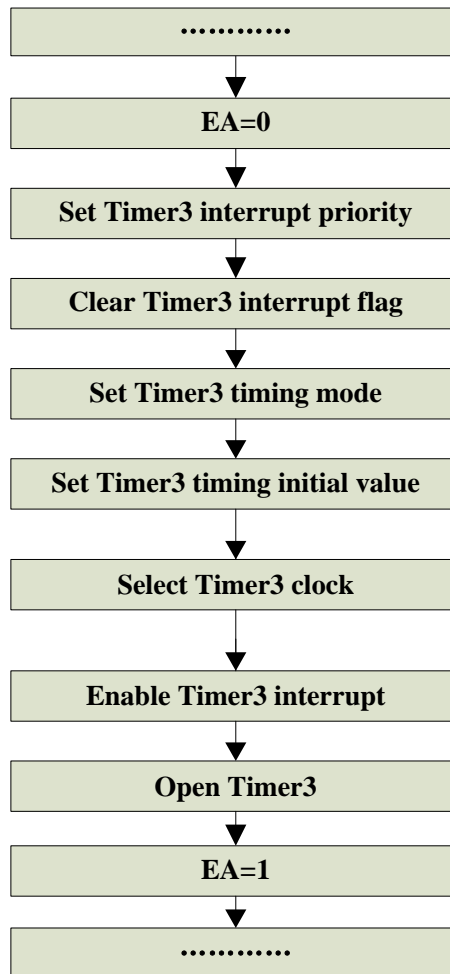 …………
EA=0
Set Timer3 interrupt priority
Clear Timer3 interrupt flag
Set Timer3 timing mode
Set Timer3 timing initial value
Select Timer3 clock
Enable Timer3 interrupt
Open Timer3
EA=1
…………